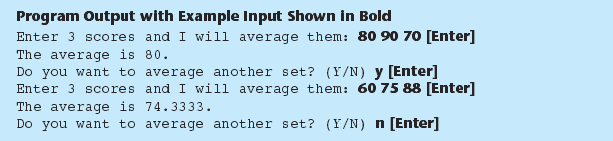 Program Output with Example Input Shown in Bold
Enter 3 scores and I will average them: 80 90 70 [Enter]
The average is 80.
Do you want to average another set? (Y/N) y [Enter]
Enter 3 scores and I will average them: 60 75 88 [Enter]
The average is 74.3333.
Do you want to average another set? (Y/N) n [Enter]